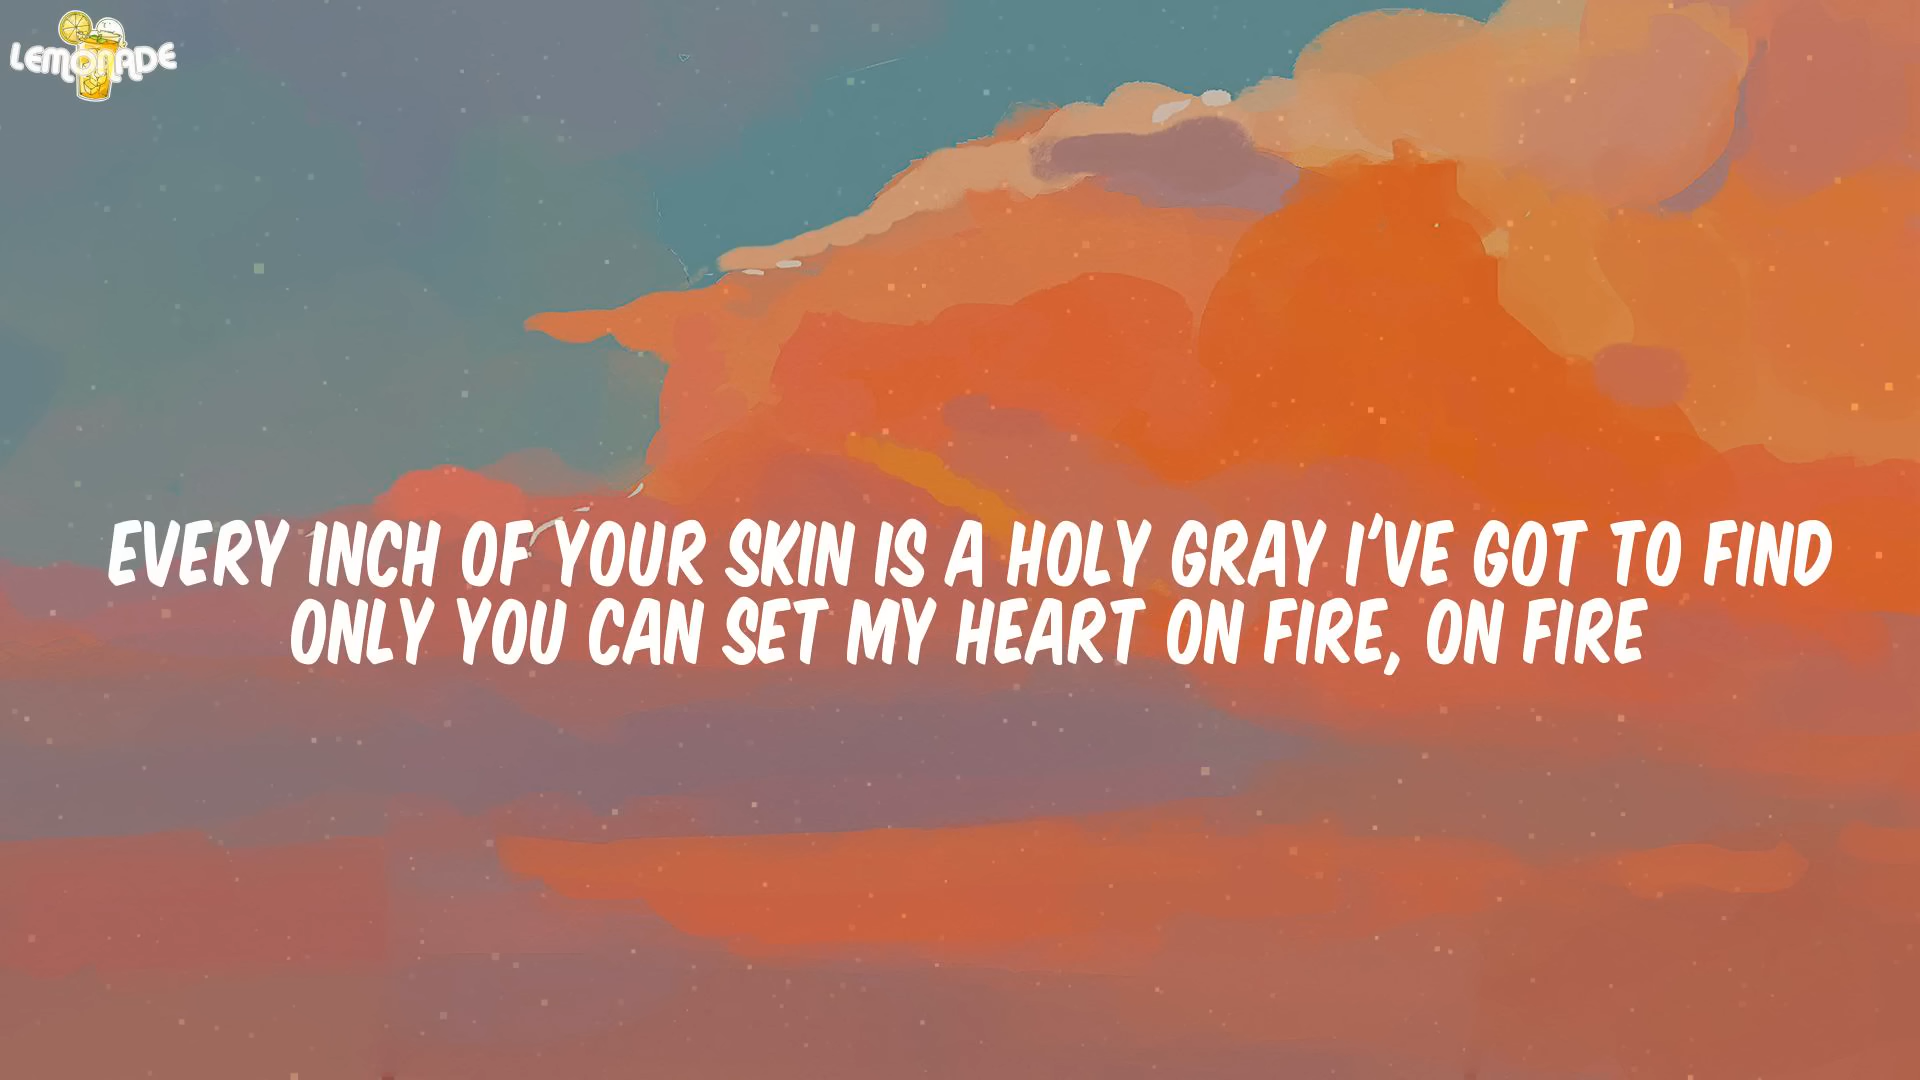 LEMONADE
EVERY INCH OF YOUR SKIN IS A HOLY GRAY I'VE GOT TO FIND
ONLY YOU CAN SET MY HEART ON FIRE, ON FIRE